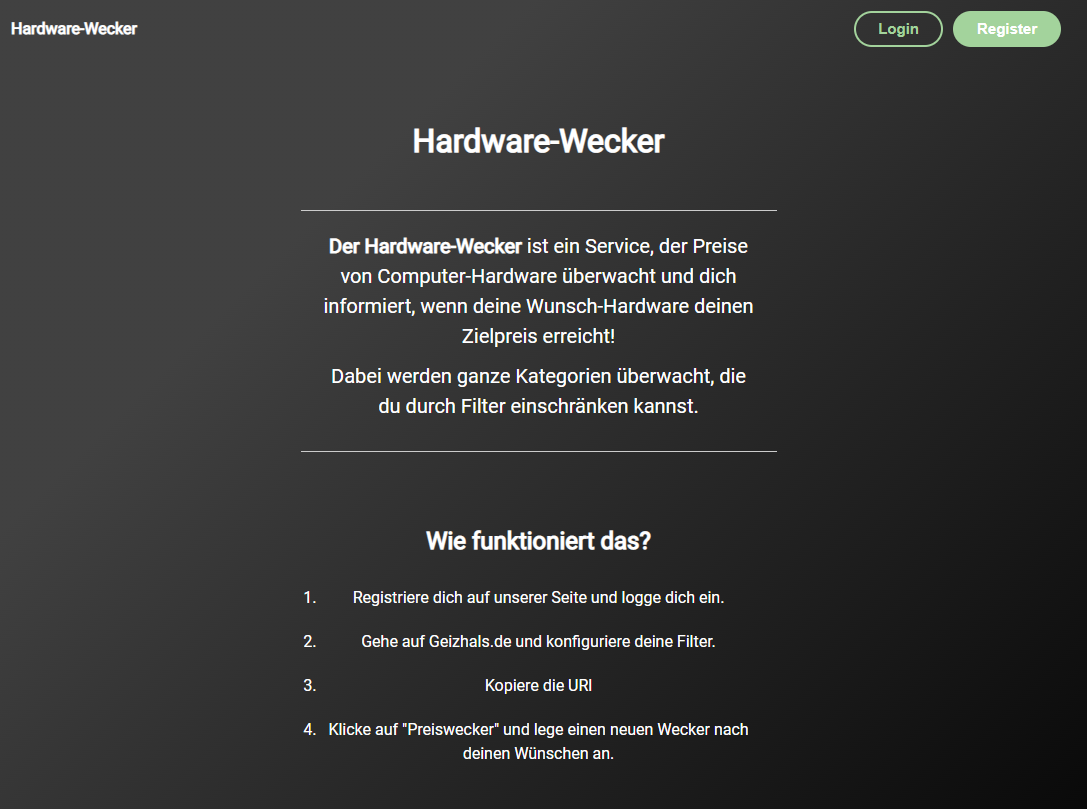 Hardware-Wecker
Login
Register
Hardware-Wecker
Der Hardware-Wecker ist ein Service, der Preise
von Computer-Hardware überwacht und dich
informiert, wenn deine Wunsch-Hardware deinen
Zielpreis erreicht!
Dabei werden ganze Kategorien überwacht, die
du durch Filter einschränken kannst.
Wie funktioniert das?
1. Registriere dich auf unserer Seite und logge dich ein.
2. Gehe auf Geizhals.de und konfiguriere deine Filter.
3. Kopiere die URl
4. Klicke auf "Preiswecker" und lege einen neuen Wecker nach
deinen Wünschen an.